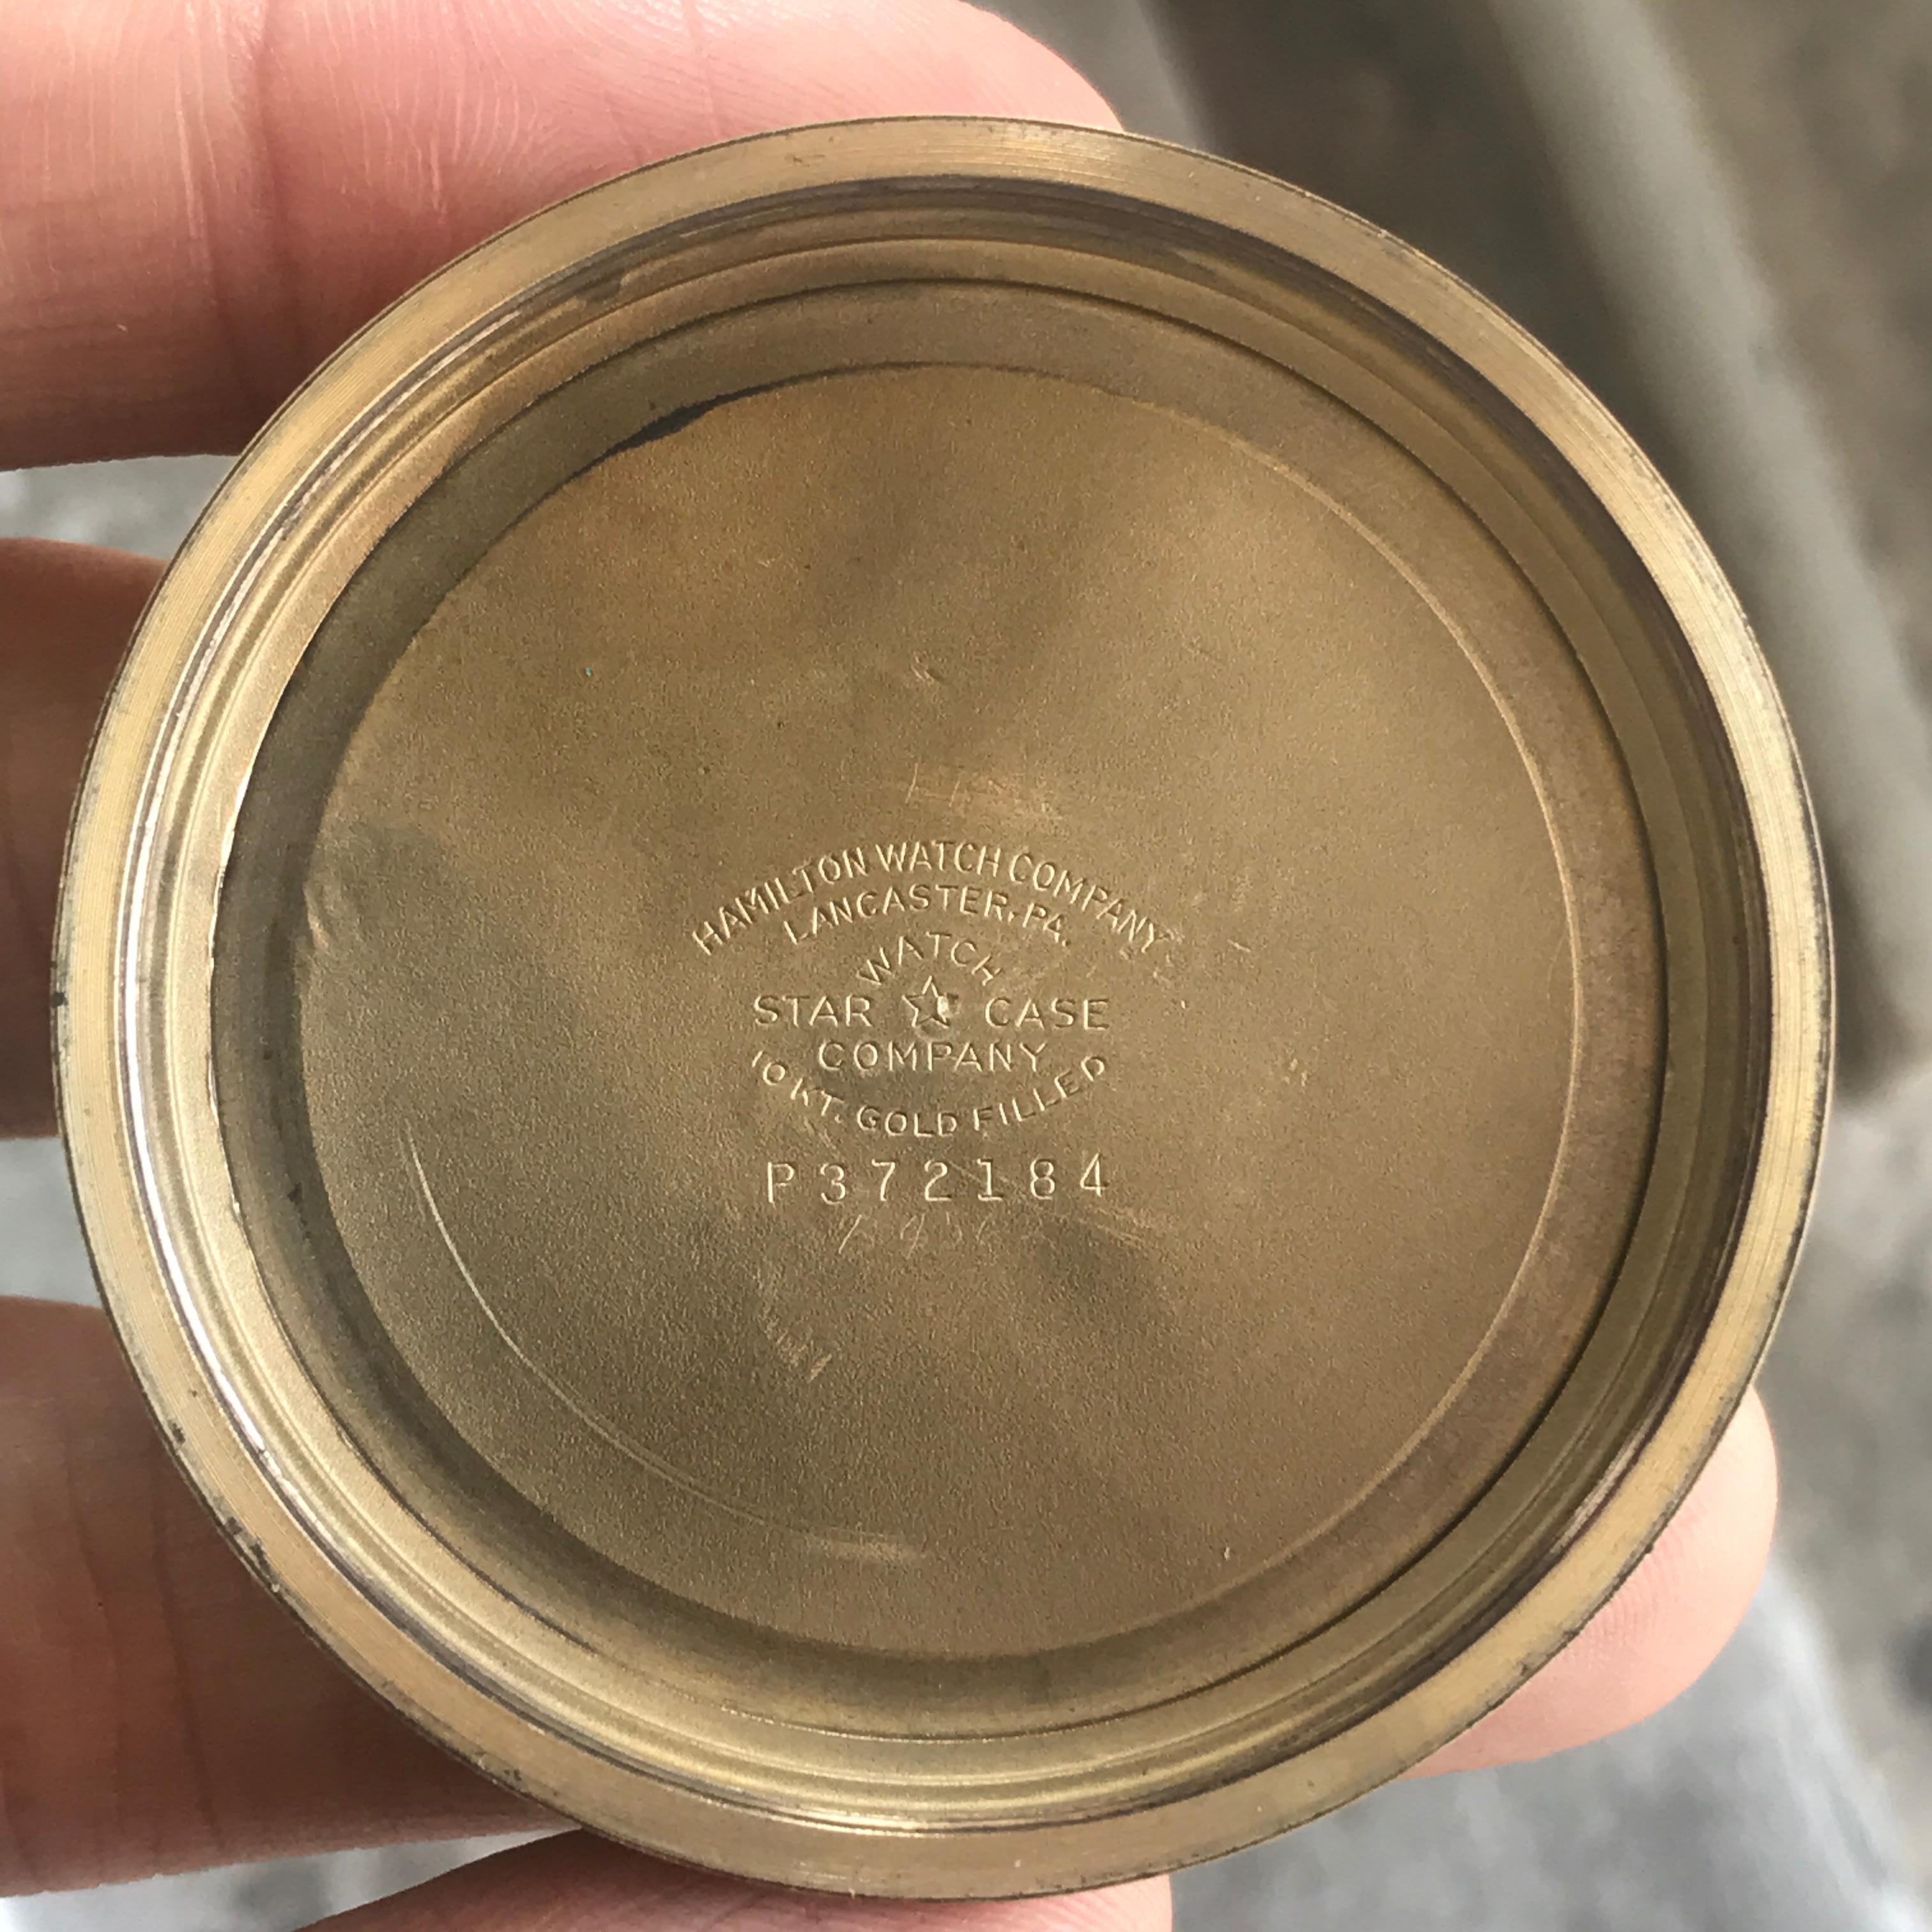 HAMILTON WATCH COMPANY
LANCASTER, PA.
WATCH
STAR CASE
COMPANY
10 KT. GOLD FILLED
P372184